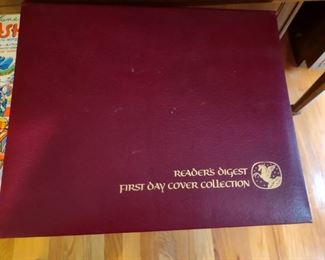 READER'S DIGEST
FIRST DAY COVER COLLECTION